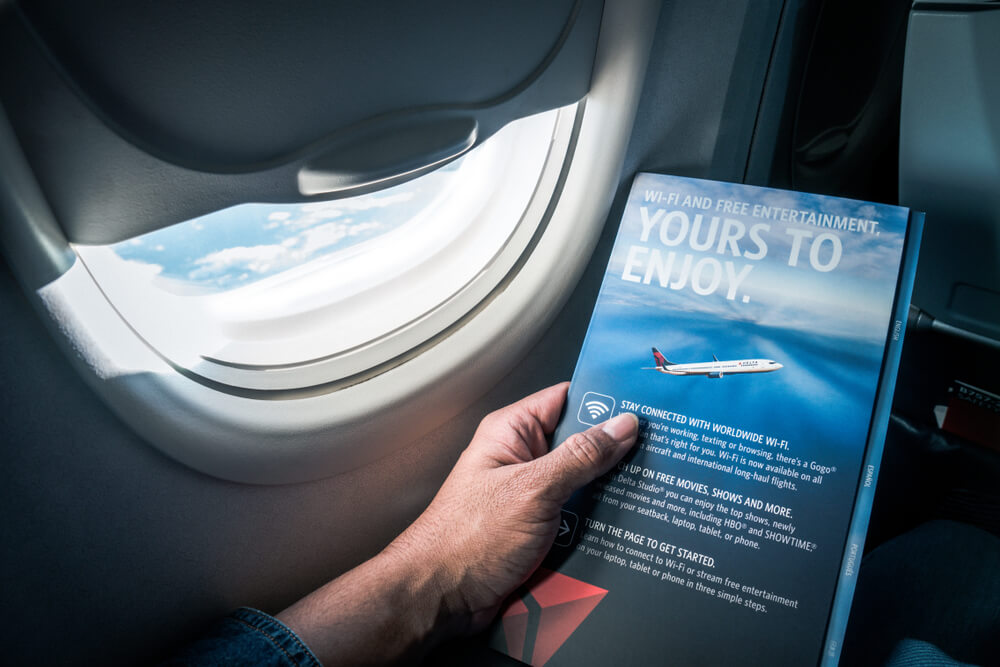 WI-FI AND FREE ENTERTAINMENT,
YOURS TO
ENJOY.
DELTA
STAY CONNECTED WITH WORLDWIDE WI-FI.
you're working, texting or browsing, there's a Gogo®
that's right for you. Wi-Fi is now available on all
aircraft and international long-haul flights.
UP ON FREE MOVIES, SHOWS AND MORE.
Delta Studio® you can enjoy the top shows, newly
movies and more, including HBO® and SHOWTIME®
from your seatback, laptop, tablet, or phone.
TURN THE PAGE TO GET STARTED.
Learn how to connect to Wi-Fi or stream free entertainment
on your laptop, tablet or phone in three simple steps.
ENGLISH
ESPAÑOL
PORTUGUÊS
B757